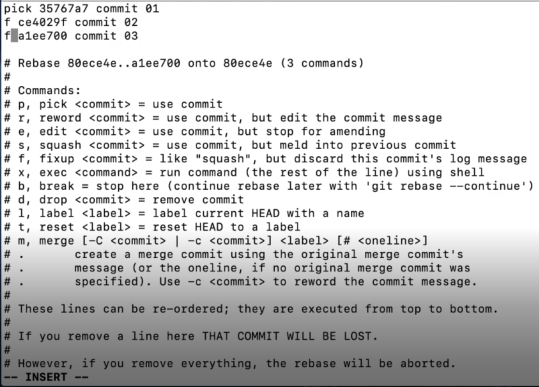 pick 35767a7 commit 01
f ce4029f commit 02
f a1ee700 commit 03

# Rebase 80ece4e..a1ee700 onto 80ece4e (3 commands)
#
# Commands:
# p, pick <commit> = use commit
# r, reword <commit> = use commit, but edit the commit message
# e, edit <commit> = use commit, but stop for amending
# s, squash <commit> = use commit, but meld into previous commit
# f, fixup <commit> = like "squash", but discard this commit's log message
# x, exec <command> = run command (the rest of the line) using shell
# b, break = stop here (continue rebase later with 'git rebase --continue')
# d, drop <commit> = remove commit
# l, label <label> = label current HEAD with a name
# t, reset <label> = reset HEAD to a label
# m, merge [-C <commit> | -c <commit>] <label> [# <oneline>]
# .       create a merge commit using the original merge commit's
# .       message (or the oneline, if no original merge commit was
# .       specified). Use -c <commit> to reword the commit message.
#
# These lines can be re-ordered; they are executed from top to bottom.
#
# If you remove a line here THAT COMMIT WILL BE LOST.
#
# However, if you remove everything, the rebase will be aborted.
-- INSERT --